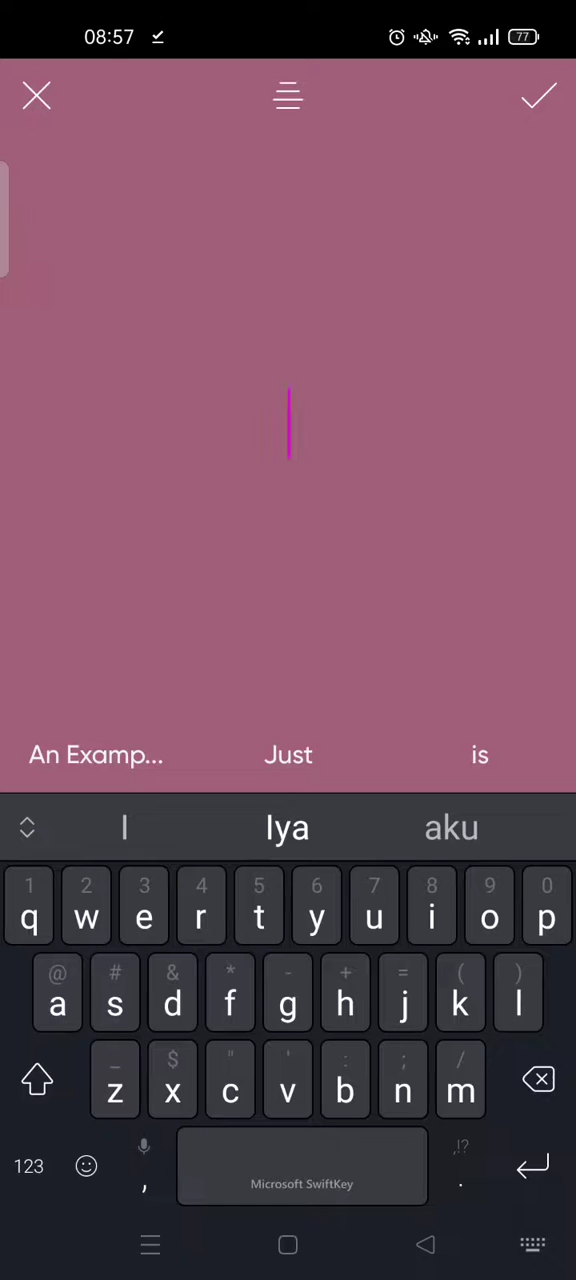 08:57 77
An Examp... Just is
I Iya aku
1 2 3 4 5 6 7 8 9 0
q w e r t y u i o p
@ # & * - + = ( )
a s d f g h j k l
_ $ " ' : ; /
z x c v b n m
123 , Microsoft SwiftKey ,!? .